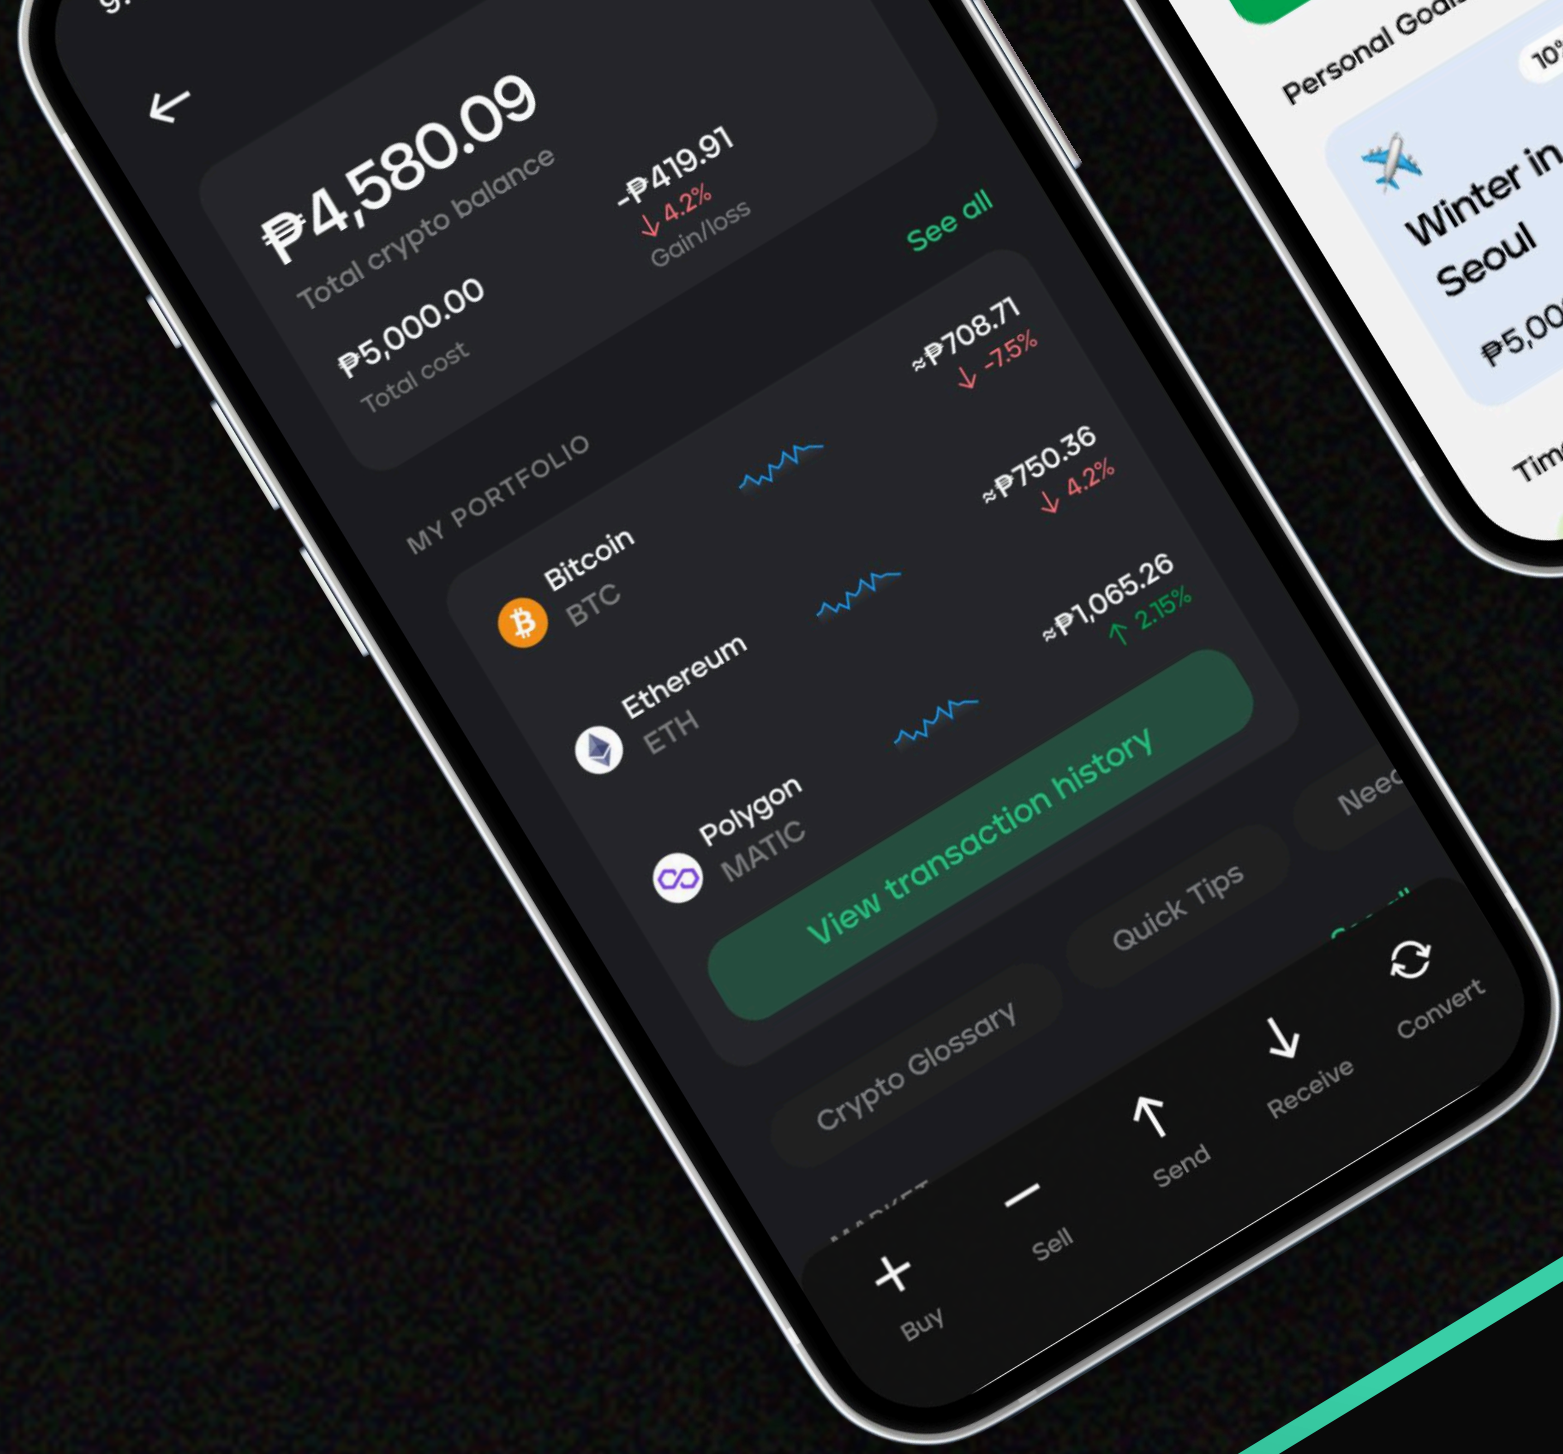 ₱4,580.09
Total crypto balance
₱5,000.00
Total cost
-₱419.91
↓ 4.2%
Gain/loss
MY PORTFOLIO
See all
Bitcoin
BTC
≈₱708.71
↓ -7.5%
Ethereum
ETH
≈₱750.36
↓ 4.2%
Polygon
MATIC
≈₱1,065.26
↑ 2.15%
View transaction history
Crypto Glossary
Quick Tips
MARKET
Buy
Sell
Send
Receive
Convert
Personal Goals
10%
Winter in
Seoul